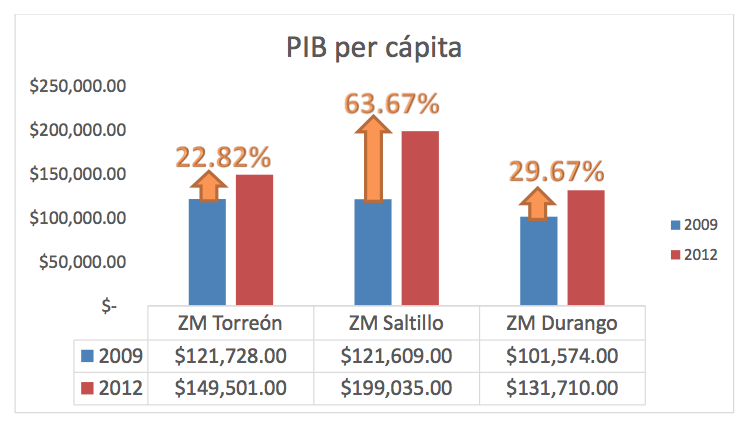 PIB per cápita
$250,000.00
$200,000.00
$150,000.00
$100,000.00
$50,000.00
$-
22.82%
63.67%
29.67%
2009
2012
ZM Torreón ZM Saltillo ZM Durango
2009 $121,728.00 $121,609.00 $101,574.00
2012 $149,501.00 $199,035.00 $131,710.00